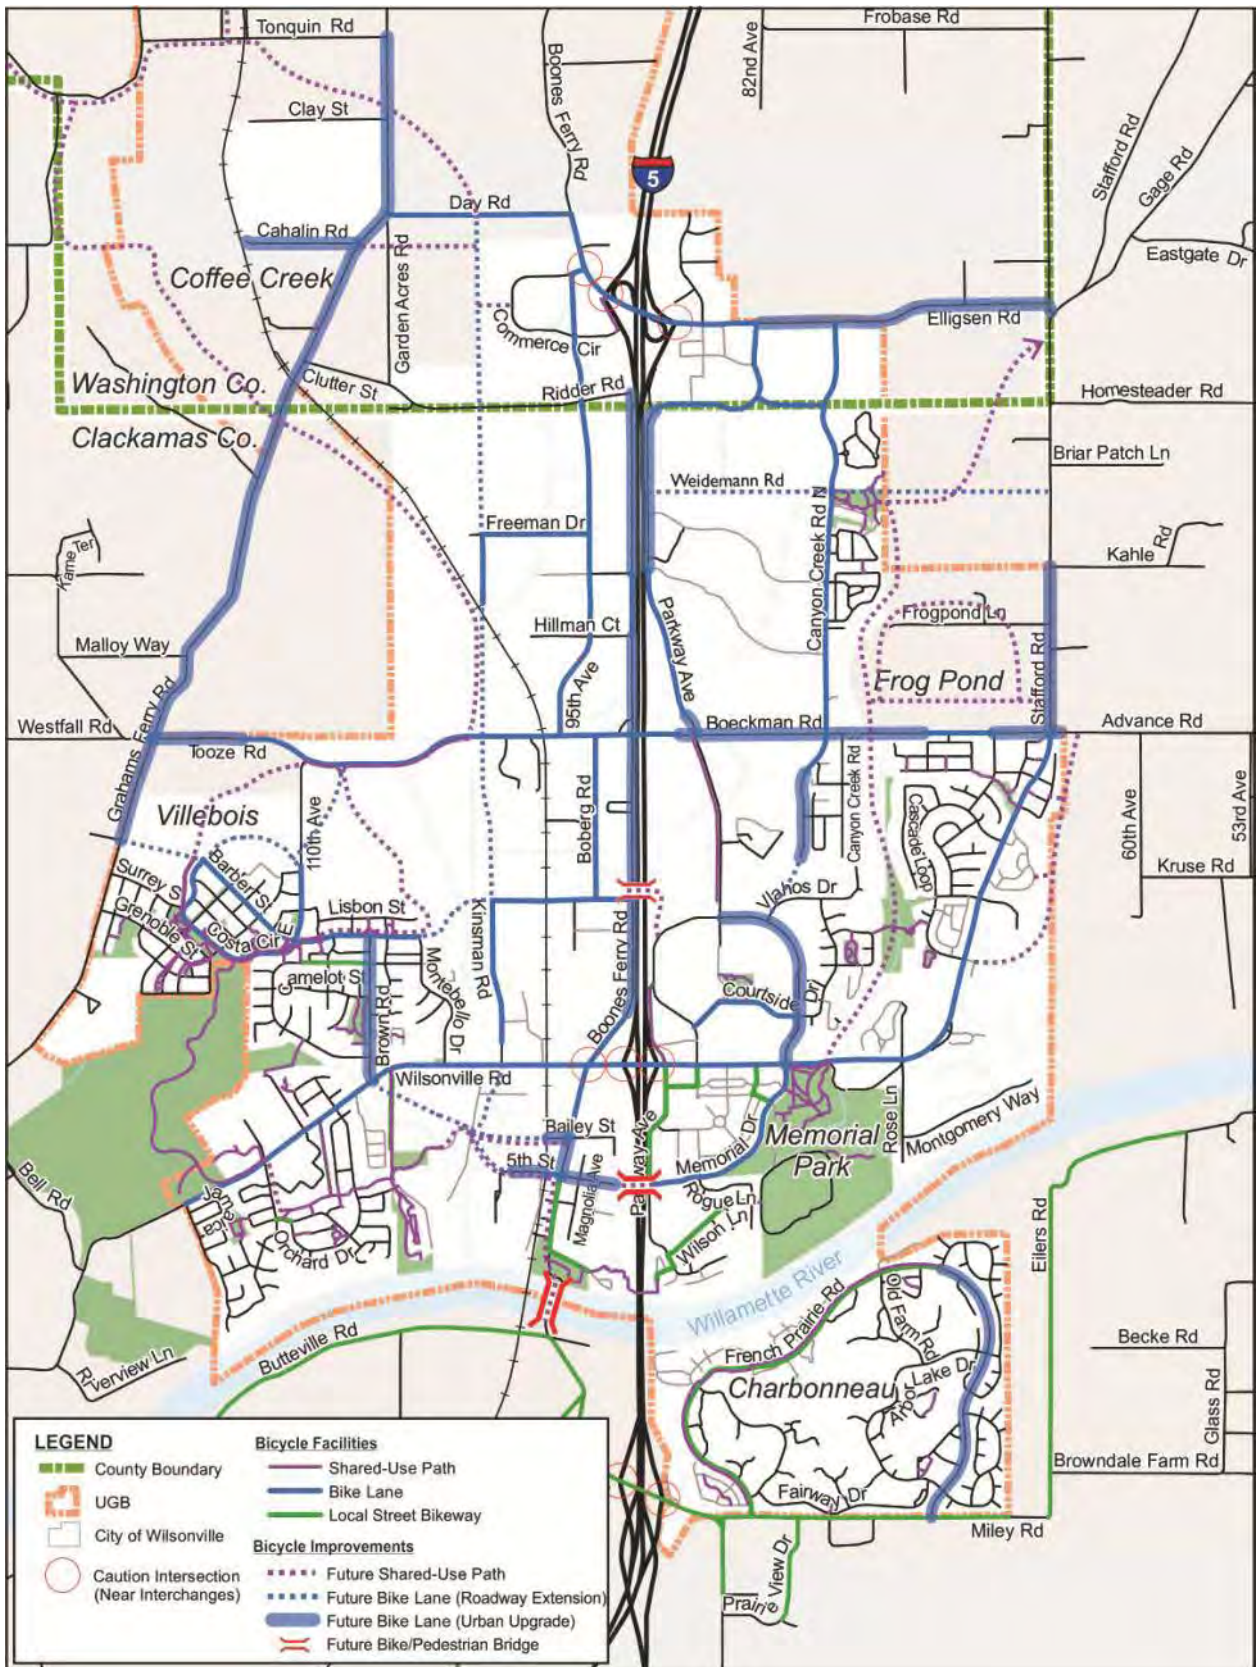 Frobase Rd
Tonquin Rd
82nd Ave
Boones Ferry Rd
Clay St
Stafford Rd
Gage Rd
5
Day Rd
Cahalin Rd
Eastgate Dr
Coffee Creek
Garden Acres Rd
Elligsen Rd
Commerce Cir
Washington Co.
Clutter St
Ridder Rd
Homesteader Rd
Clackamas Co.
Briar Patch Ln
Weidemann Rd
Canyon Creek Rd N
Freeman Dr
Kame Ter
Kahle Rd
Parkway Ave
Frogpond Ln
Hillman Ct
Malloy Way
Frog Pond
Stafford Rd
95th Ave
Grahams Ferry Rd
Westfall Rd
Tooze Rd
Boeckman Rd
Advance Rd
Villebois
110th Ave
Boberg Rd
Canyon Creek Rd
Cascade Loop
60th Ave
53rd Ave
Barber St
Kruse Rd
Surrey St
Vlahos Dr
Grenoble St
Costa Cir E
Lisbon St
Kinsman Rd
Boones Ferry Rd
Camelot St
Montebello Dr
Courtside Dr
Brown Rd
Wilsonville Rd
Rose Ln
Montgomery Way
Bailey St
Parkway Ave
Memorial Dr
Memorial
Park
5th St
Magnolia Ave
Rogue Ln
Bell Rd
Jamaica
Wilson Ln
Orchard Dr
Eilers Rd
Willamette River
French Prairie Rd
Old Farm Rd
Butteville Rd
Becke Rd
Riverview Ln
Lake Dr
Charbonneau
Arbor
Glass Rd
Browndale Farm Rd
Fairway Dr
Miley Rd
Prairie View Dr
LEGEND
County Boundary
UGB
City of Wilsonville
Caution Intersection
(Near Interchanges)
Bicycle Facilities
Shared-Use Path
Bike Lane
Local Street Bikeway
Bicycle Improvements
Future Shared-Use Path
Future Bike Lane (Roadway Extension)
Future Bike Lane (Urban Upgrade)
Future Bike/Pedestrian Bridge